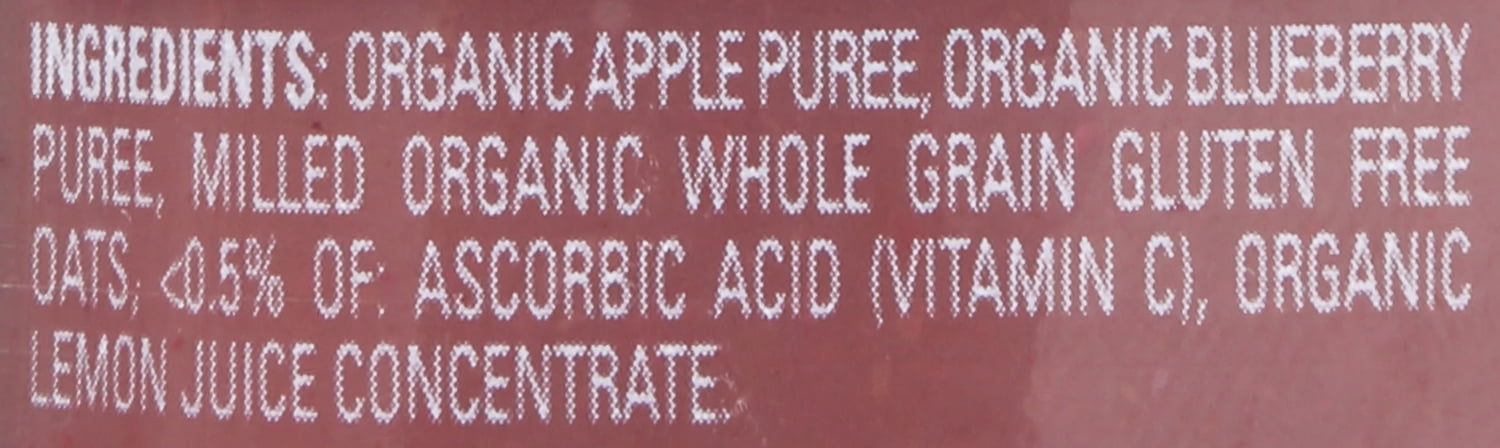 INGREDIENTS: ORGANIC APPLE PUREE, ORGANIC BLUEBERRY
PUREE, MILLED ORGANIC WHOLE GRAIN GLUTEN FREE
OATS, <0.5% OF: ASCORBIC ACID (VITAMIN C), ORGANIC
LEMON JUICE CONCENTRATE.